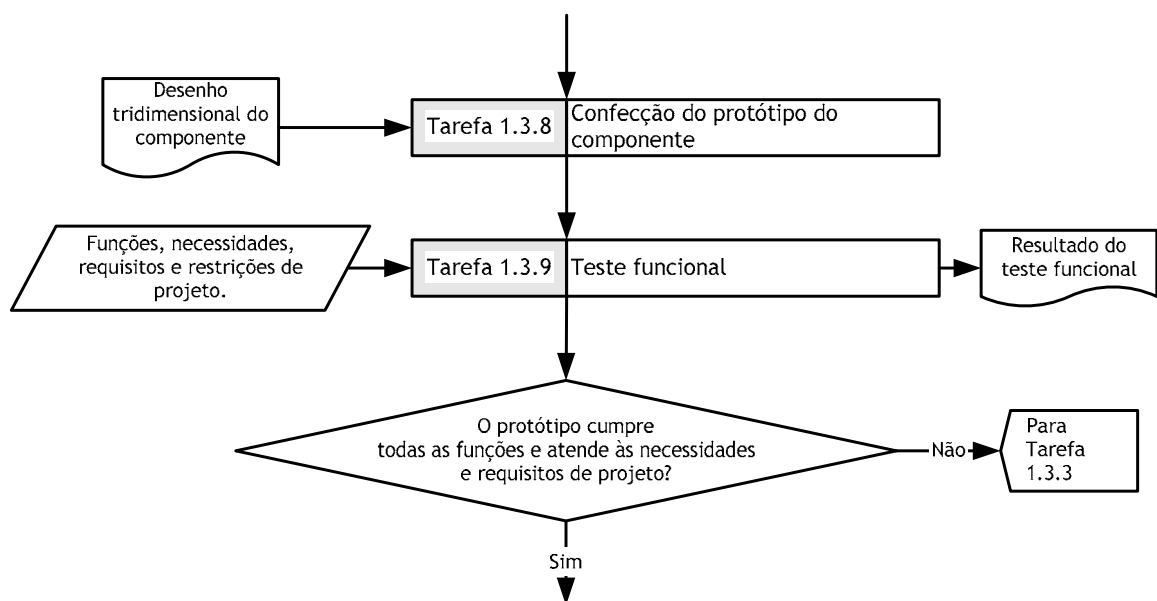 Desenho
tridimensional do
componente
Tarefa 1.3.8
Confecção do protótipo do
componente
Funções, necessidades,
requisitos e restrições de
projeto.
Tarefa 1.3.9
Teste funcional
Resultado do
teste funcional
O protótipo cumpre
todas as funções e atende às necessidades
e requisitos de projeto?
Não
Para
Tarefa
1.3.3
Sim